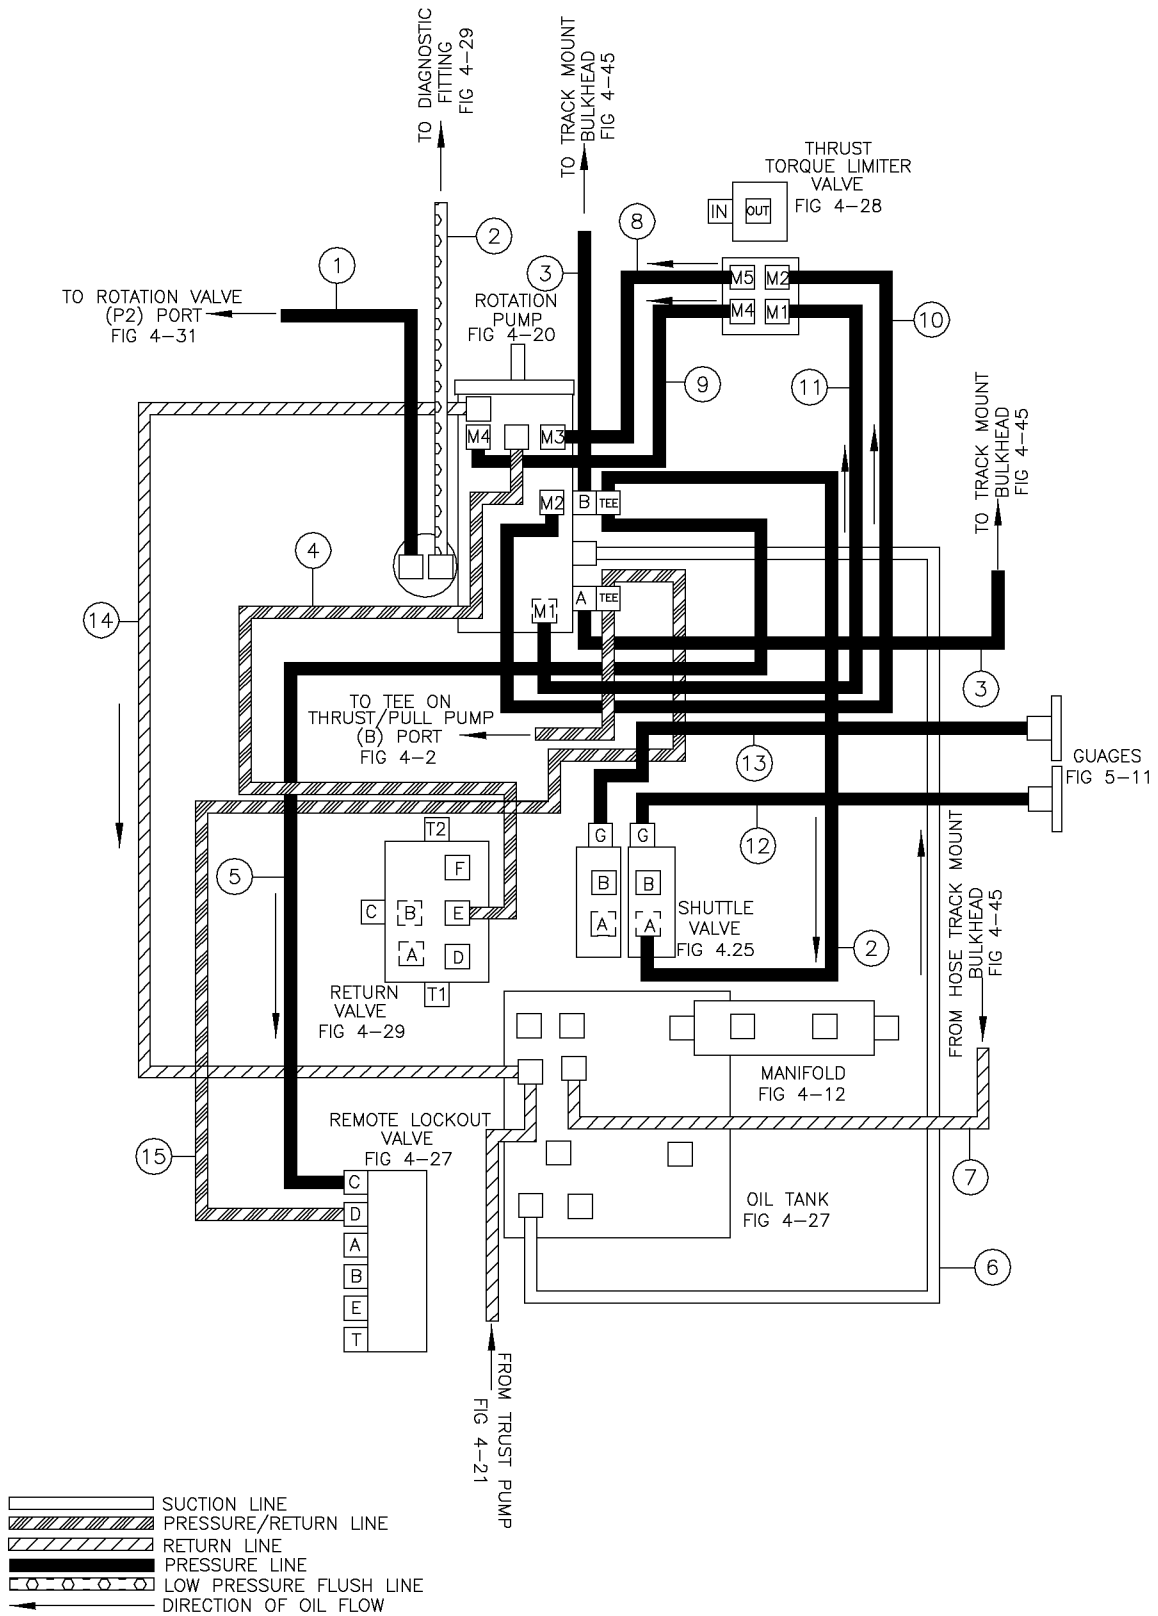 TO DIAGNOSTIC
FITTING
FIG 4-29
TO TRACK MOUNT
BULKHEAD
FIG 4-45
THRUST
TORQUE LIMITER
VALVE
FIG 4-28
IN
OUT
8
2
1
3
TO ROTATION VALVE
(P2) PORT
FIG 4-31
ROTATION
PUMP
FIG 4-20
M5
M2
M4
M1
10
9
11
TO TRACK MOUNT
BULKHEAD
FIG 4-45
M4
M3
M2
B
TEE
4
A
TEE
M1
14
3
TO TEE ON
THRUST/PULL PUMP
(B) PORT
FIG 4-2
13
GUAGES
FIG 5-11
12
T2
G
G
5
F
B
B
C
B
E
A
A
SHUTTLE
VALVE
FIG 4.25
2
A
D
T1
RETURN
VALVE
FIG 4-29
FROM HOSE TRACK MOUNT
BULKHEAD
FIG 4-45
MANIFOLD
FIG 4-12
REMOTE LOCKOUT
VALVE
FIG 4-27
15
7
C
D
A
B
E
T
OIL TANK
FIG 4-27
6
FROM TRUST PUMP
FIG 4-21
SUCTION LINE
PRESSURE/RETURN LINE
RETURN LINE
PRESSURE LINE
LOW PRESSURE FLUSH LINE
DIRECTION OF OIL FLOW